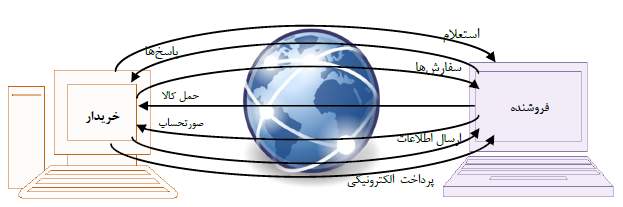 استعلام
پاسخ‌ها
سفارش‌ها
حمل کالا
خریدار
فروشنده
صورتحساب
ارسال اطلاعات
پرداخت الکترونیکی